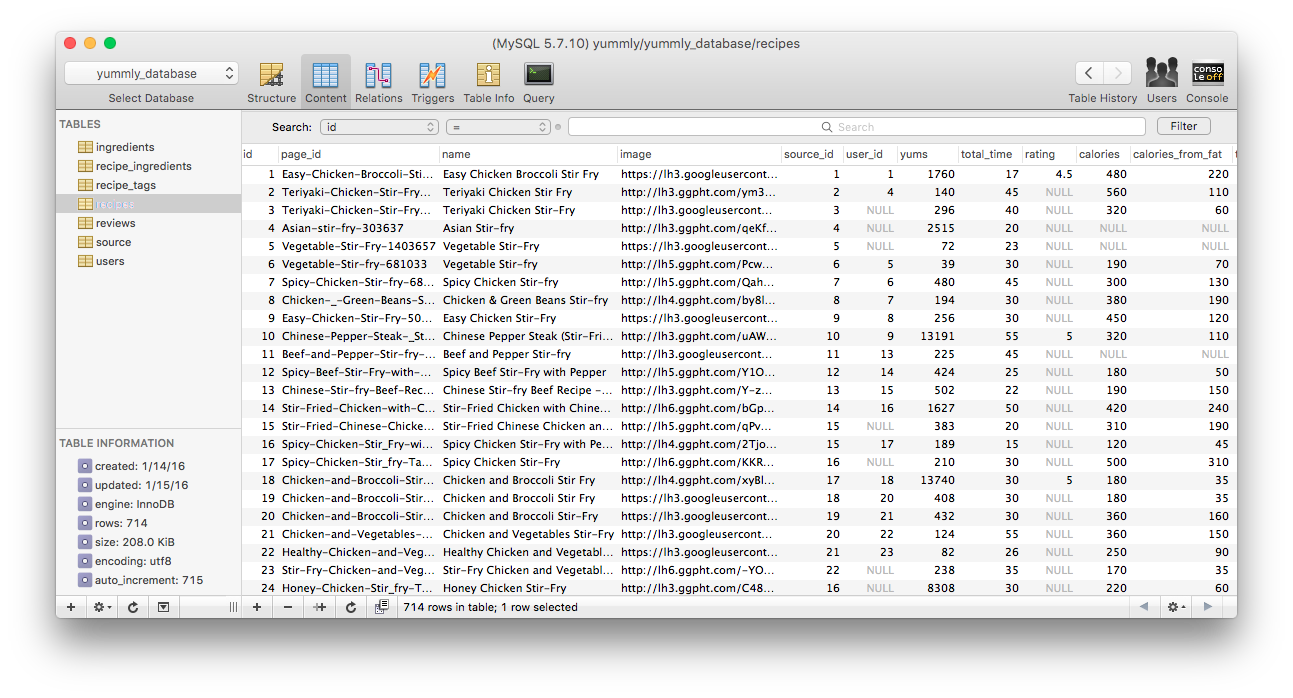 (MySQL 5.7.10) yummly/yummly_database/recipes
yummly_database
Select Database
Structure Content Relations Triggers Table Info Query
conso
le off
Table History Users Console
TABLES
ingredients
recipe_ingredients
recipe_tags
recipes
reviews
source
users
TABLE INFORMATION
created: 1/14/16
updated: 1/15/16
engine: InnoDB
rows: 714
size: 208.0 KiB
encoding: utf8
auto_increment: 715
Search: id = Search Filter
id page_id name image source_id user_id yums total_time rating calories calories_from_fat
1 Easy-Chicken-Broccoli-Sti... Easy Chicken Broccoli Stir Fry https://lh3.googleusercont... 1 1 1760 17 4.5 480 220
2 Teriyaki-Chicken-Stir-Fry... Teriyaki Chicken Stir Fry http://lh3.ggpht.com/ym3... 2 4 140 45 NULL 560 110
3 Teriyaki-Chicken-Stir-Fry... Teriyaki Chicken Stir-Fry http://lh3.googleusercont... 3 NULL 296 40 NULL 320 60
4 Asian-stir-fry-303637 Asian Stir-fry http://lh3.ggpht.com/qeKf... 4 NULL 2515 20 NULL NULL NULL
5 Vegetable-Stir-Fry-1403657 Vegetable Stir-Fry https://lh3.googleusercont... 5 NULL 72 23 NULL NULL NULL
6 Vegetable-Stir-fry-681033 Vegetable Stir-fry http://lh5.ggpht.com/Pcw... 6 5 39 30 NULL 190 70
7 Spicy-Chicken-Stir-fry-68... Spicy Chicken Stir-fry http://lh5.ggpht.com/Qah... 7 6 480 45 NULL 300 130
8 Chicken-_-Green-Beans-S... Chicken & Green Beans Stir-fry http://lh4.ggpht.com/by8l... 8 7 194 30 NULL 380 190
9 Easy-Chicken-Stir-Fry-50... Easy Chicken Stir-Fry https://lh3.googleusercont... 9 8 256 30 NULL 450 120
10 Chinese-Pepper-Steak-_St... Chinese Pepper Steak (Stir-Fri... http://lh3.ggpht.com/uAW... 10 9 13191 55 5 320 110
11 Beef-and-Pepper-Stir-fry-... Beef and Pepper Stir-fry http://lh3.googleusercont... 11 13 225 45 NULL NULL NULL
12 Spicy-Beef-Stir-Fry-with-... Spicy Beef Stir-Fry with Pepper http://lh5.ggpht.com/Y1O... 12 14 424 25 NULL 180 50
13 Chinese-Stir-fry-Beef-Rec... Chinese Stir-fry Beef Recipe -... http://lh3.ggpht.com/Y-z... 13 15 502 22 NULL 190 150
14 Stir-Fried-Chicken-with-C... Stir-Fried Chicken with Chine... http://lh6.ggpht.com/bGp... 14 16 1627 50 NULL 420 240
15 Stir-Fried-Chinese-Chicke... Stir-Fried Chinese Chicken an... http://lh5.ggpht.com/qPv... 15 NULL 383 20 NULL 310 190
16 Spicy-Chicken-Stir_Fry-wi... Spicy Chicken Stir-Fry with Pe... http://lh4.ggpht.com/2Tjo... 15 17 189 15 NULL 120 45
17 Spicy-Chicken-Stir_fry-Ta... Spicy Chicken Stir-Fry http://lh6.ggpht.com/KKR... 16 NULL 210 30 NULL 500 310
18 Chicken-and-Broccoli-Stir... Chicken and Broccoli Stir Fry http://lh4.ggpht.com/xyBl... 17 18 13740 30 5 180 35
19 Chicken-and-Broccoli-Stir... Chicken and Broccoli Stir Fry https://lh3.googleusercont... 18 20 408 30 NULL 180 35
20 Chicken-and-Broccoli-Stir... Chicken and Broccoli Stir-Fry https://lh3.googleusercont... 19 21 432 30 NULL 360 160
21 Chicken-and-Vegetables-... Chicken and Vegetables Stir-Fry http://lh3.googleusercont... 20 22 124 55 NULL 360 150
22 Healthy-Chicken-and-Veg... Healthy Chicken and Vegetabl... https://lh3.googleusercont... 21 23 82 26 NULL 250 90
23 Stir-Fry-Chicken-and-Veg... Stir-Fry Chicken and Vegetabl... http://lh6.ggpht.com/-YO... 22 NULL 238 35 NULL 170 35
24 Honey-Chicken-Stir_fry-T... Honey Chicken Stir-Fry http://lh3.ggpht.com/C48... 16 NULL 8308 30 NULL 220 60
714 rows in table; 1 row selected